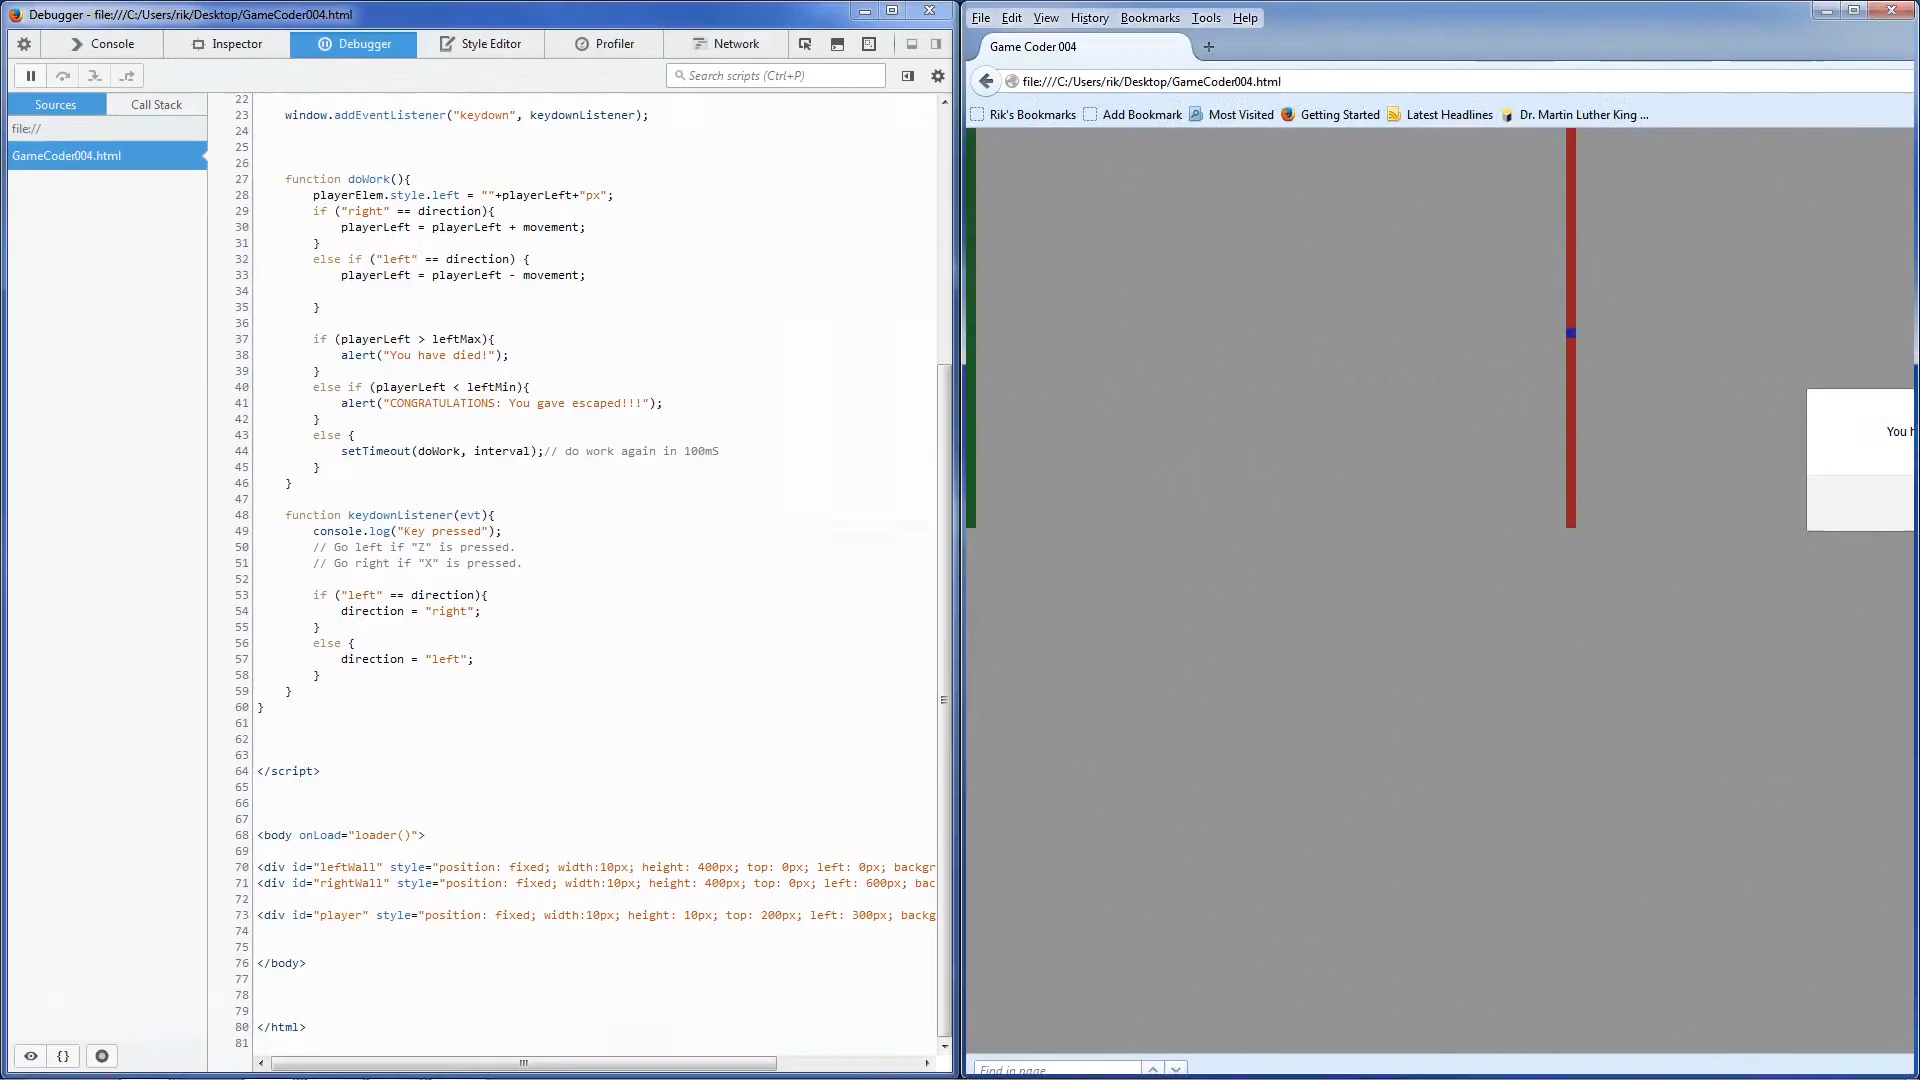 Debugger - file:///C:/Users/rik/Desktop/GameCoder004.html
Console
Inspector
Debugger
Style Editor
Profiler
Network
Search scripts (Ctrl+P)
Sources
Call Stack
file://
GameCoder004.html
22
23 window.addEventListener("keydown", keydownListener);
24
25
26
27 function doWork(){
28 playerElem.style.left = ""+playerLeft+"px";
29 if ("right" == direction){
30 playerLeft = playerLeft + movement;
31 }
32 else if ("left" == direction) {
33 playerLeft = playerLeft - movement;
34
35 }
36
37 if (playerLeft > leftMax){
38 alert("You have died!");
39 }
40 else if (playerLeft < leftMin){
41 alert("CONGRATULATIONS: You gave escaped!!!");
42 }
43 else {
44 setTimeout(doWork, interval);// do work again in 100mS
45 }
46 }
47
48 function keydownListener(evt){
49 console.log("Key pressed");
50 // Go left if "Z" is pressed.
51 // Go right if "X" is pressed.
52
53 if ("left" == direction){
54 direction = "right";
55 }
56 else {
57 direction = "left";
58 }
59 }
60 }
61
62
63
64 </script>
65
66
67
68 <body onLoad="loader()">
69
70 <div id="leftWall" style="position: fixed; width:10px; height: 400px; top: 0px; left: 0px; backgr
71 <div id="rightWall" style="position: fixed; width:10px; height: 400px; top: 0px; left: 600px; bac
72
73 <div id="player" style="position: fixed; width:10px; height: 10px; top: 200px; left: 300px; backg
74
75
76 </body>
77
78
79
80 </html>
81
{}
File Edit View History Bookmarks Tools Help
Game Coder 004
file:///C:/Users/rik/Desktop/GameCoder004.html
Rik's Bookmarks
Add Bookmark
Most Visited
Getting Started
Latest Headlines
Dr. Martin Luther King ...
You h
Find in page